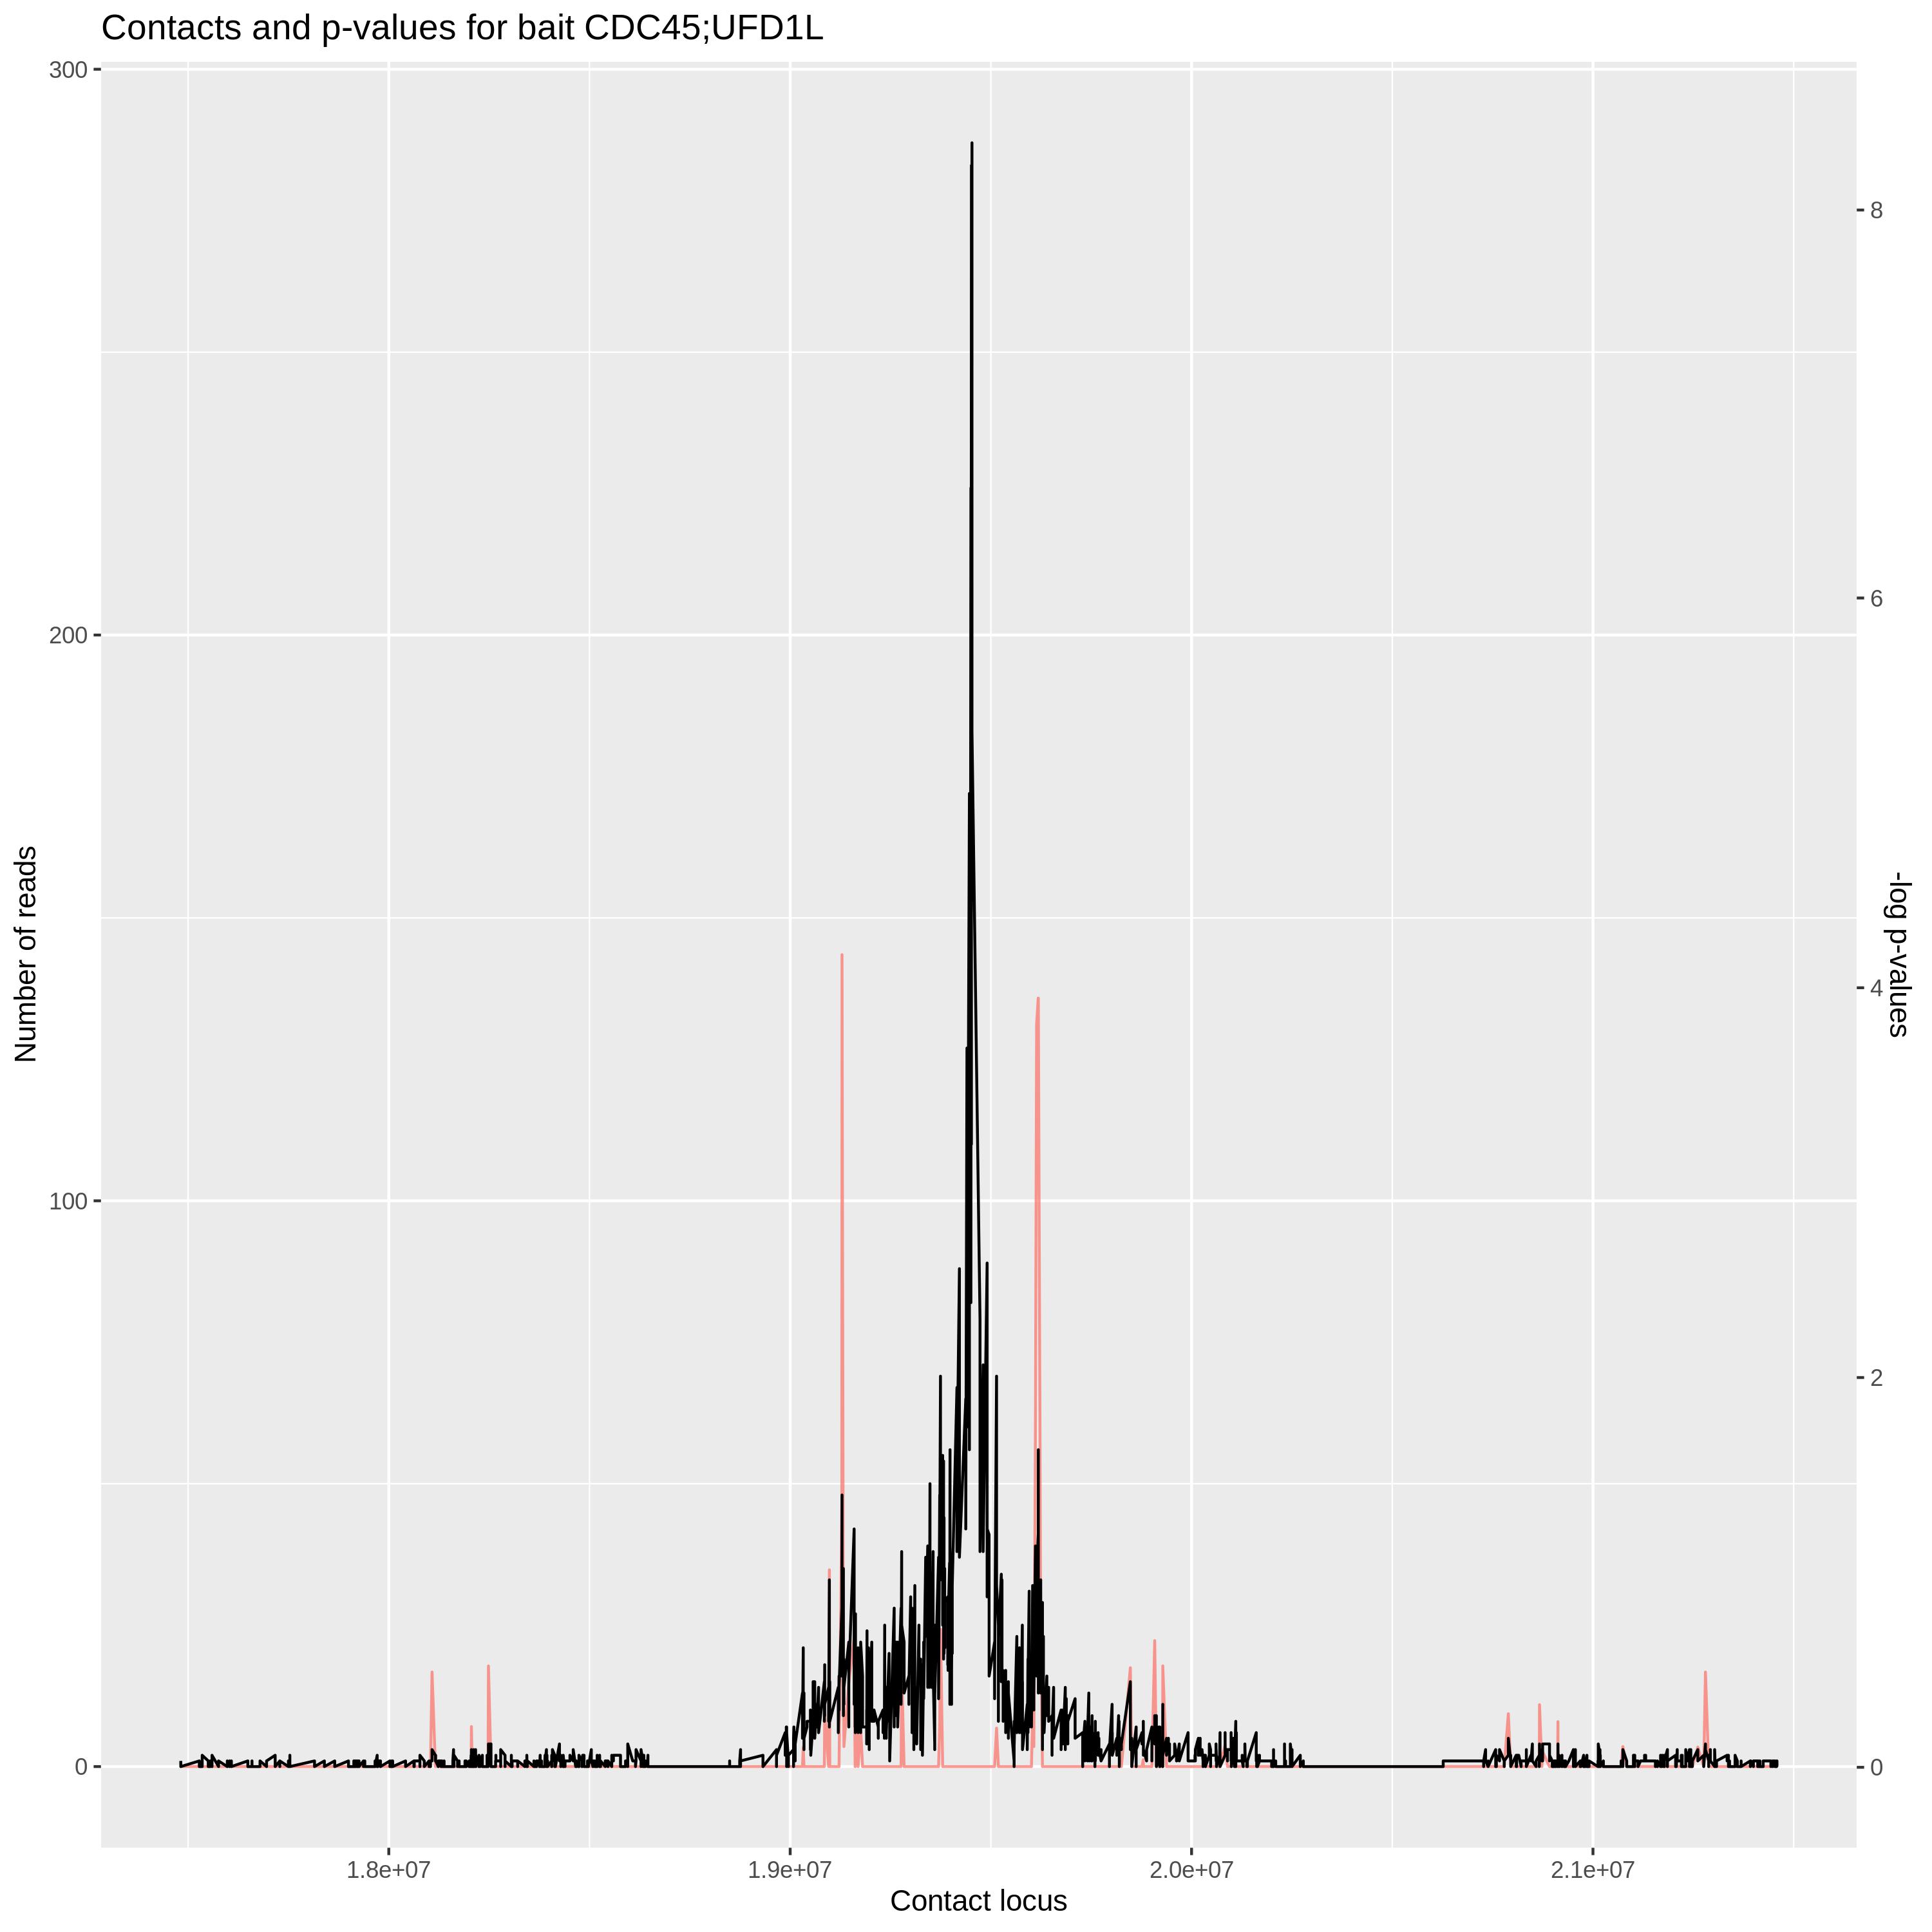 Contacts and p-values for bait CDC45;UFD1L
300
200
100
0
Number of reads
8
6
4
2
0
-log p-values
1.8e+07
1.9e+07
2.0e+07
2.1e+07
Contact locus